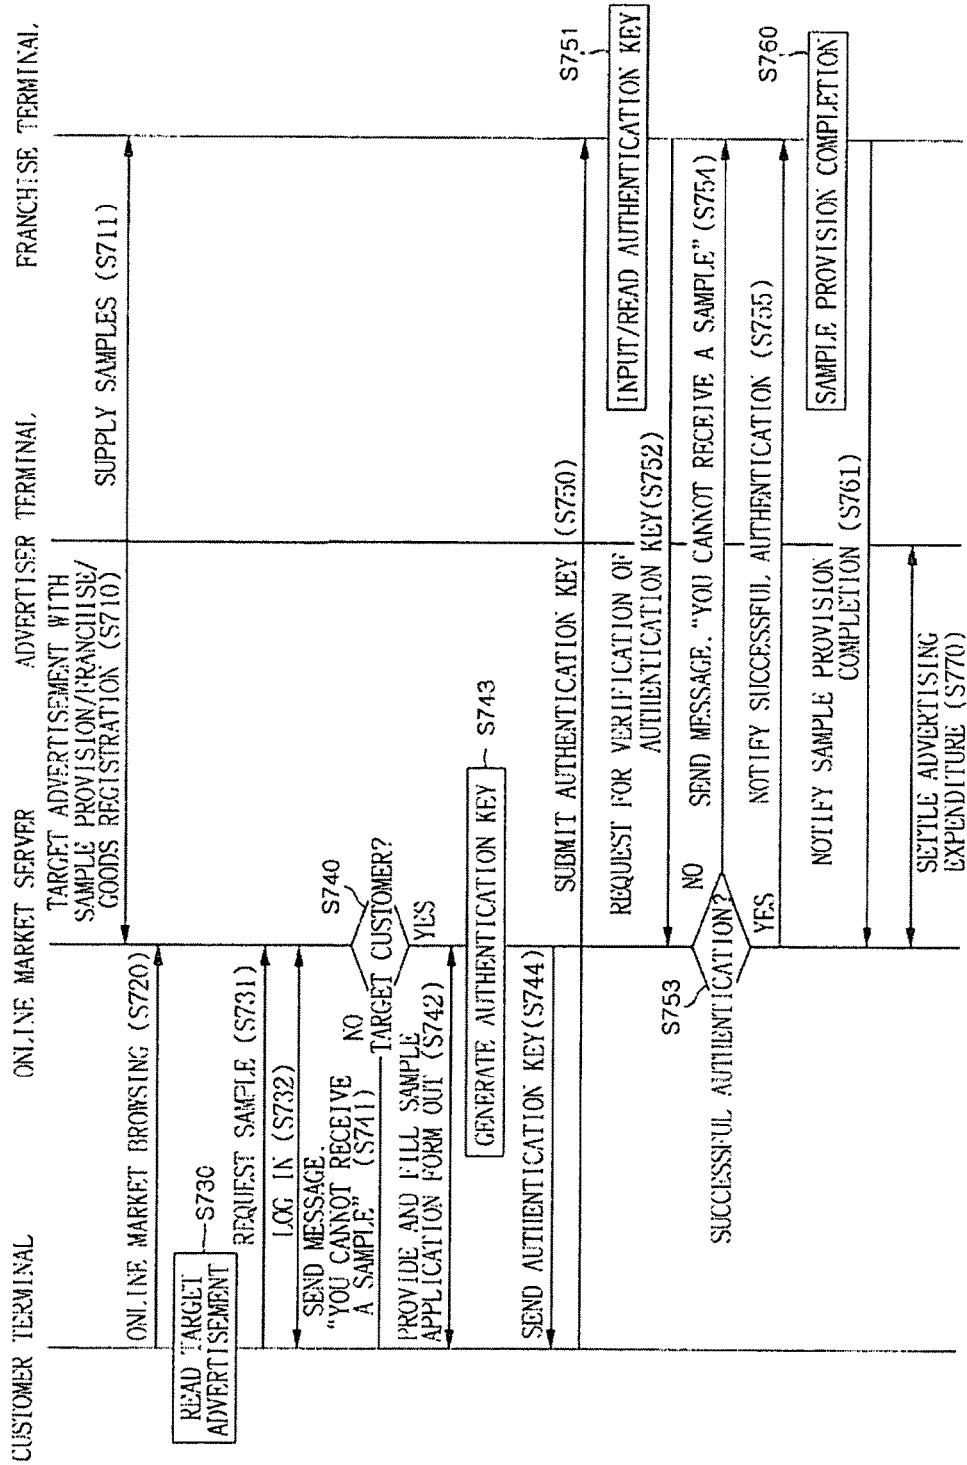 CUSTOMER TERMINAL
ONLINE MARKET SERVER
ADVERTISER TERMINAL
FRANCHISE TERMINAL
TARGET ADVERTISEMENT WITH
SAMPLE PROVISION/FRANCHISE/
GOODS REGISTRATION (S710)
SUPPLY SAMPLES (S711)
ONLINE MARKET BROWSING (S720)
READ TARGET
ADVERTISEMENT
S730
REQUEST SAMPLE (S731)
LOG IN (S732)
SEND MESSAGE.
"YOU CANNOT RECEIVE
A SAMPLE" (S741)
NO
S740
TARGET CUSTOMER?
YES
PROVIDE AND FILL SAMPLE
APPLICATION FORM OUT (S742)
GENERATE AUTHENTICATION KEY
S743
SEND AUTHENTICATION KEY(S744)
SUBMIT AUTHENTICATION KEY (S750)
S751
INPUT/READ AUTHENTICATION KEY
REQUEST FOR VERIFICATION OF
AUTHENTICATION KEY(S752)
S753
SUCCESSFUL AUTHENTICATION?
NO
SEND MESSAGE. "YOU CANNOT RECEIVE A SAMPLE" (S754)
YES
NOTIFY SUCCESSFUL AUTHENTICATION (S755)
S760
SAMPLE PROVISION COMPLETION
NOTIFY SAMPLE PROVISION
COMPLETION (S761)
SETTLE ADVERTISING
EXPENDITURE (S770)